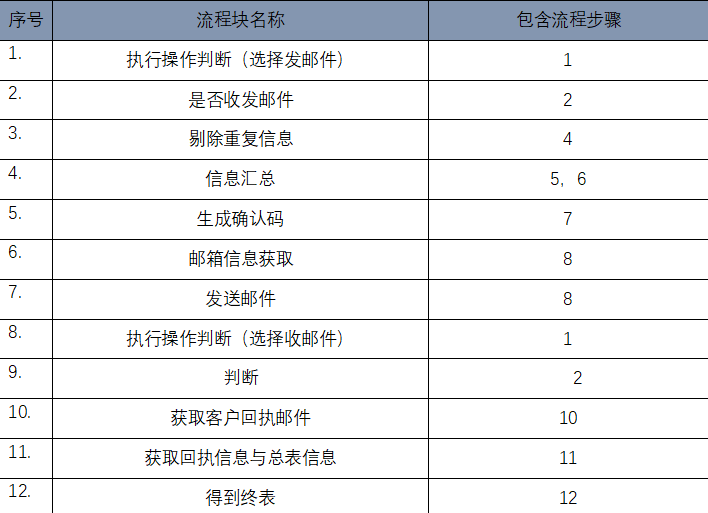 序号 流程块名称 包含流程步骤
1. 执行操作判断（选择发邮件） 1
2. 是否收发邮件 2
3. 剔除重复信息 4
4. 信息汇总 5，6
5. 生成确认码 7
6. 邮箱信息获取 8
7. 发送邮件 8
8. 执行操作判断（选择收邮件） 1
9. 判断 2
10. 获取客户回执邮件 10
11. 获取回执信息与总表信息 11
12. 得到终表 12